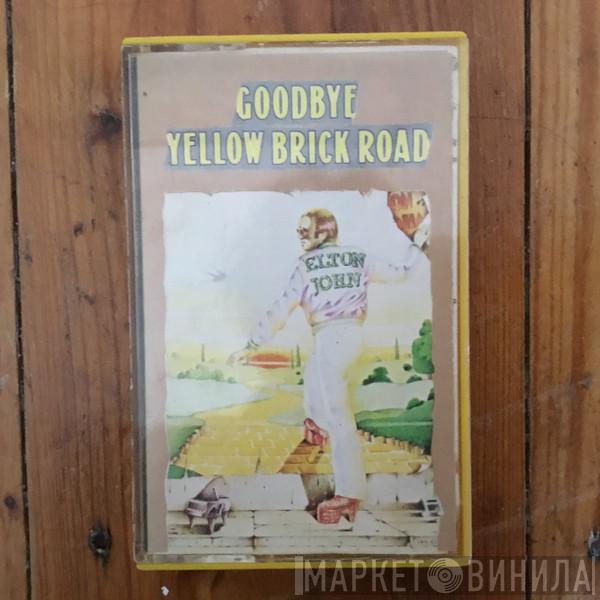 GOODBYE
YELLOW BRICK ROAD
ELTON
JOHN
МАРКЕТ ВИНИЛА